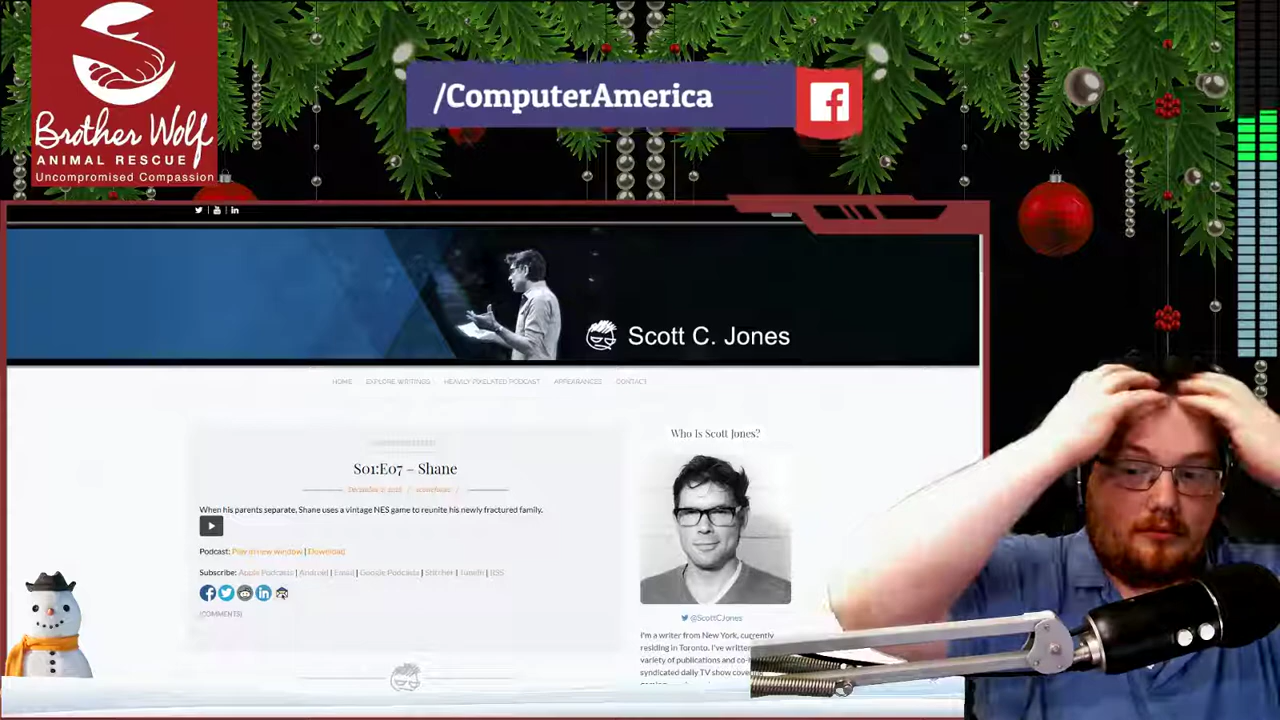 Brother Wolf
ANIMAL RESCUE
Uncompromised Compassion
/ComputerAmerica
Scott C. Jones
HOME EXPLORE WRITINGS HEAVILY PIXELATED PODCAST APPEARANCES CONTACT
S01:E07 – Shane
When his parents separate, Shane uses a vintage NES game to reunite his newly fractured family.
Podcast: Play in new window | Download
Subscribe: Apple Podcasts | Android | Email | Google Podcasts | Stitcher | TuneIn | RSS
(COMMENTS)
Who Is Scott Jones?
@ScottCJones
I'm a writer from New York, currently
residing in Toronto. I've written
variety of publications and co-
syndicated daily TV show